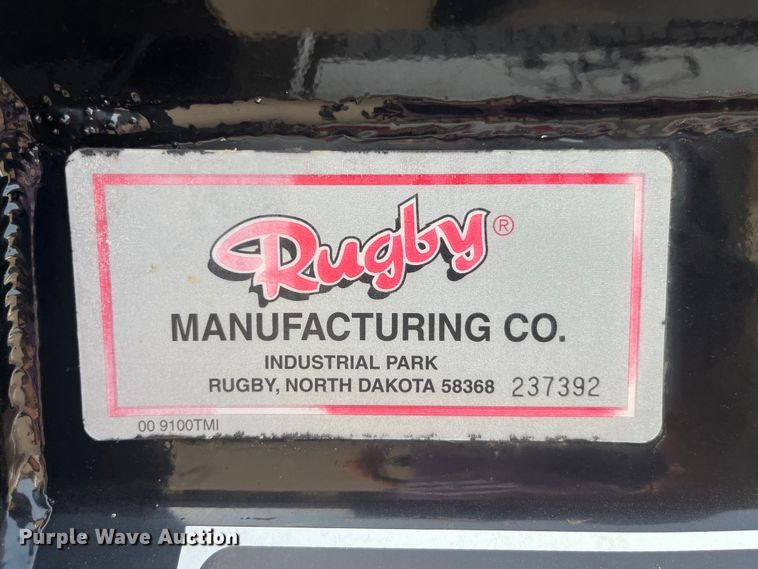 Rugby®
MANUFACTURING CO.
INDUSTRIAL PARK
RUGBY, NORTH DAKOTA 58368 237392
00 9100TMI
Purple Wave Auction